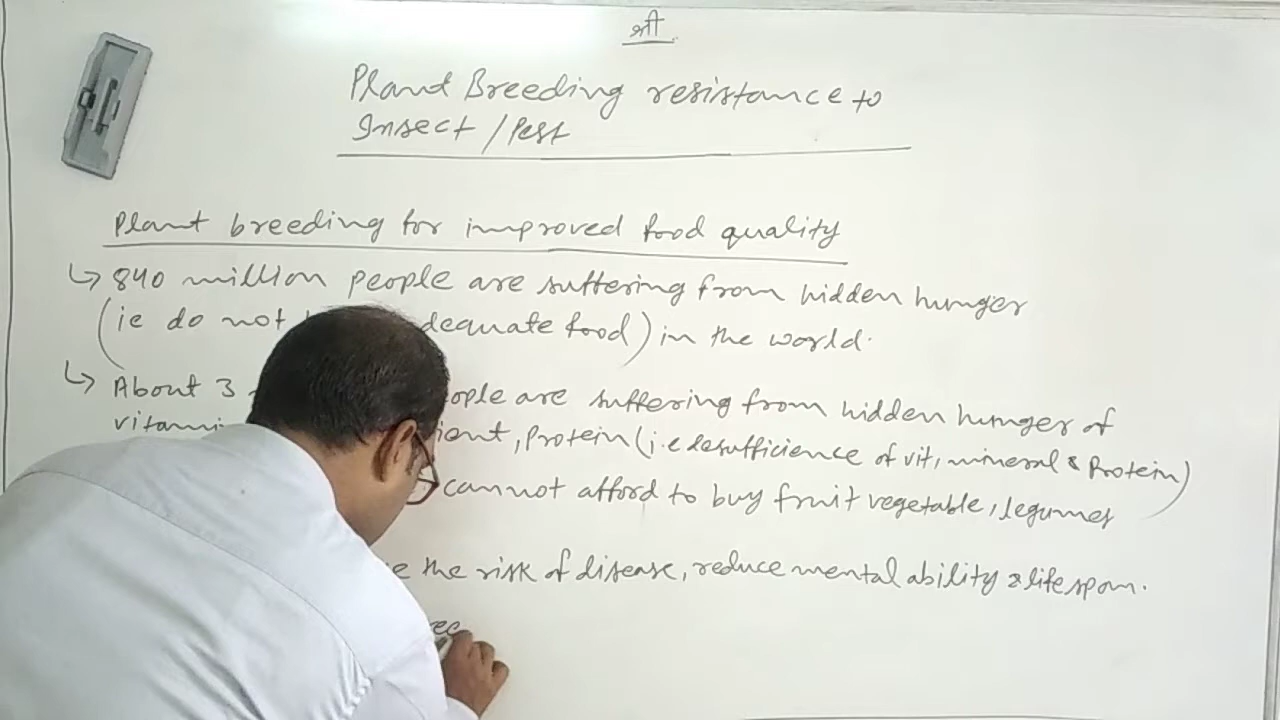 श्री
Plant Breeding resistance to
Insect / Pest
Plant breeding for improved food quality
↳ 840 million people are suffering from hidden hunger
(ie do not dequate food) in the world.
↳ About 3 ople are suffering from hidden hunger of
vitami ient, Protein (i.e desufficience of vit, mineral & Protein)
cannot afford to buy fruit vegetable, legumes
e the risk of disease, reduce mental ability & life span.
ree